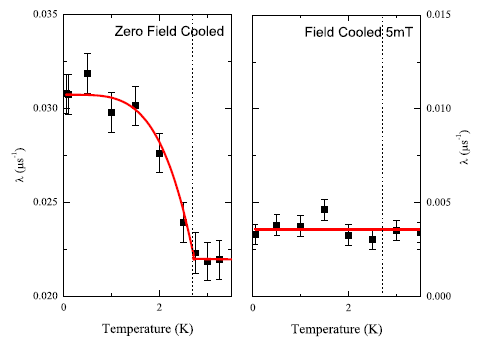 Zero Field Cooled
Field Cooled 5mT
0.035
0.030
0.025
0.020
λ (μs⁻¹)
0
2
Temperature (K)
0.015
0.010
0.005
0.000
λ (μs⁻¹)
0
2
Temperature (K)